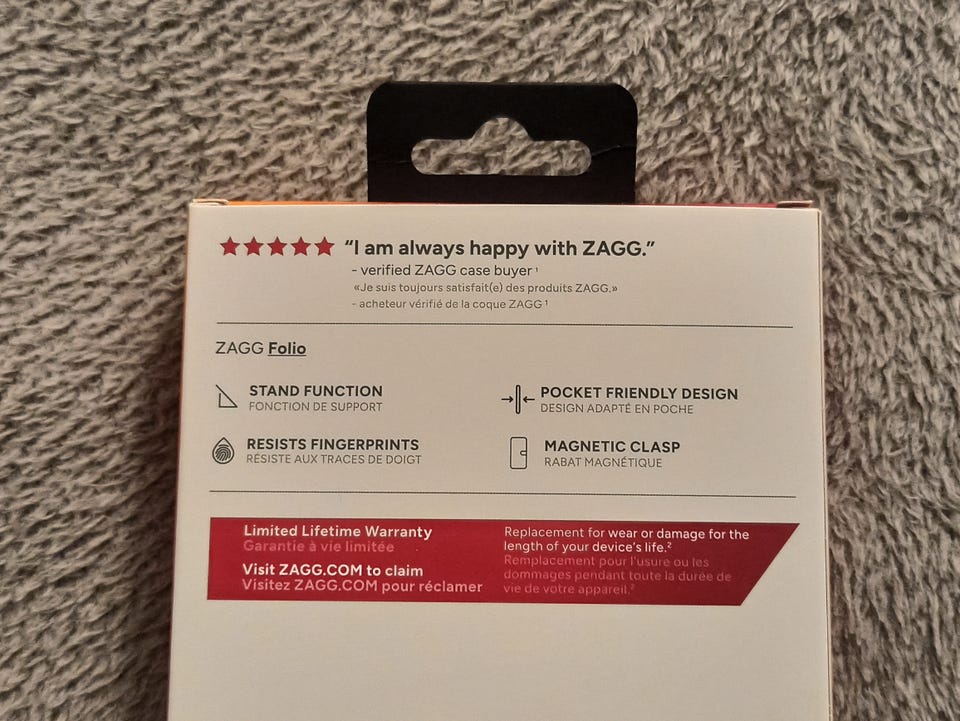 ★★★★★ “I am always happy with ZAGG.”
- verified ZAGG case buyer ¹
«Je suis toujours satisfait(e) des produits ZAGG.»
- acheteur vérifié de la coque ZAGG ¹
ZAGG Folio
STAND FUNCTION
FONCTION DE SUPPORT
POCKET FRIENDLY DESIGN
DESIGN ADAPTÉ EN POCHE
RESISTS FINGERPRINTS
RÉSISTE AUX TRACES DE DOIGT
MAGNETIC CLASP
RABAT MAGNÉTIQUE
Limited Lifetime Warranty
Garantie à vie limitée
Visit ZAGG.COM to claim
Visitez ZAGG.COM pour réclamer
Replacement for wear or damage for the
length of your device’s life.²
Remplacement pour l’usure ou les
dommages pendant toute la durée de
vie de votre appareil.²